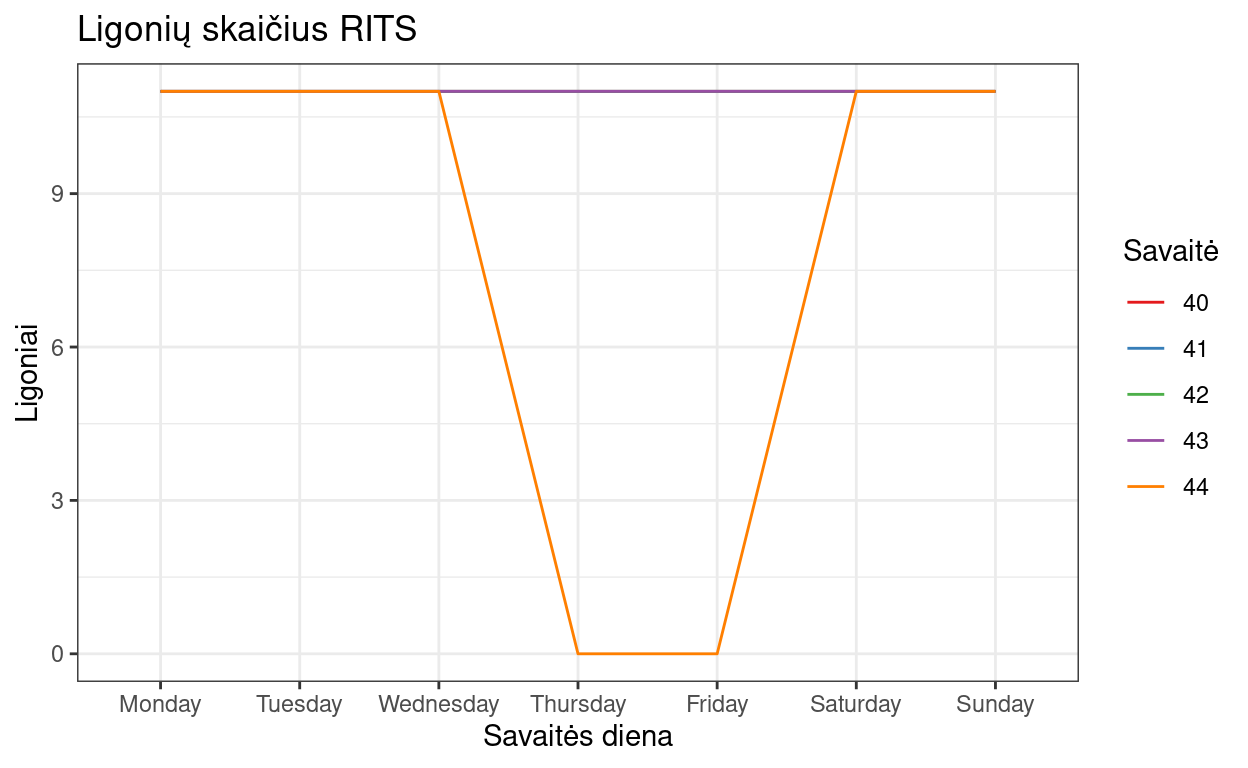 Ligonių skaičius RITS
Ligoniai
9
6
3
0
Monday Tuesday Wednesday Thursday Friday Saturday Sunday
Savaitės diena
Savaitė
40
41
42
43
44